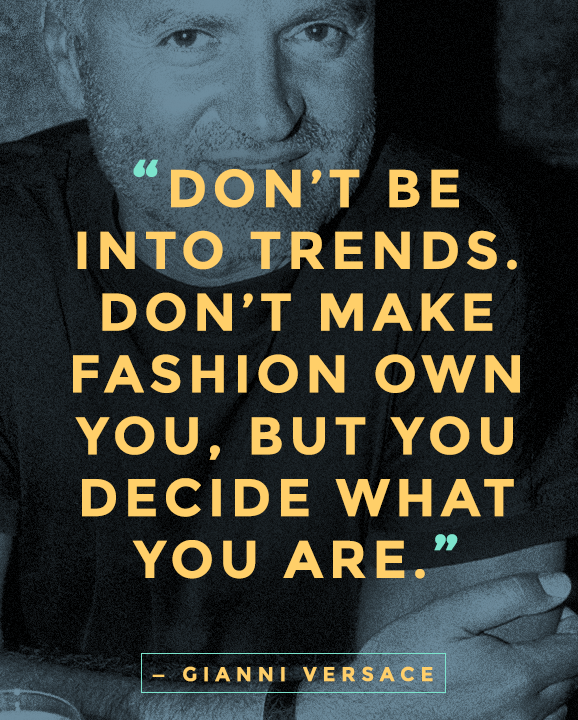 “DON’T BE
INTO TRENDS.
DON’T MAKE
FASHION OWN
YOU, BUT YOU
DECIDE WHAT
YOU ARE.”
– GIANNI VERSACE